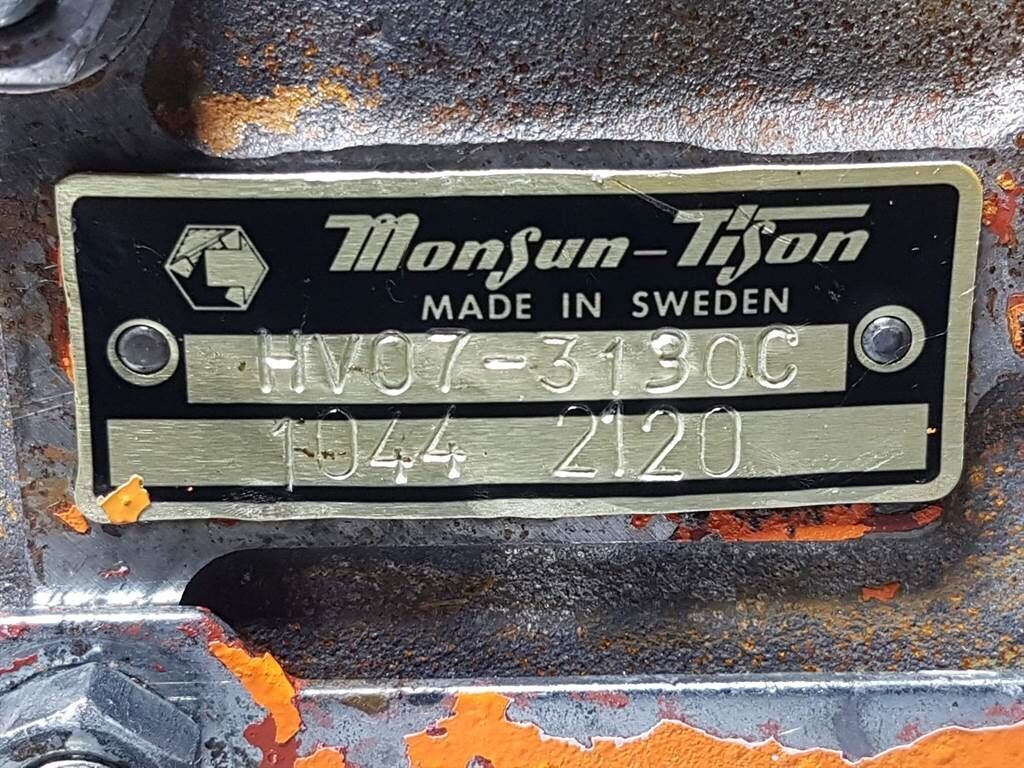 Monsun-Tison
MADE IN SWEDEN
HV07-3130C
1044 2120